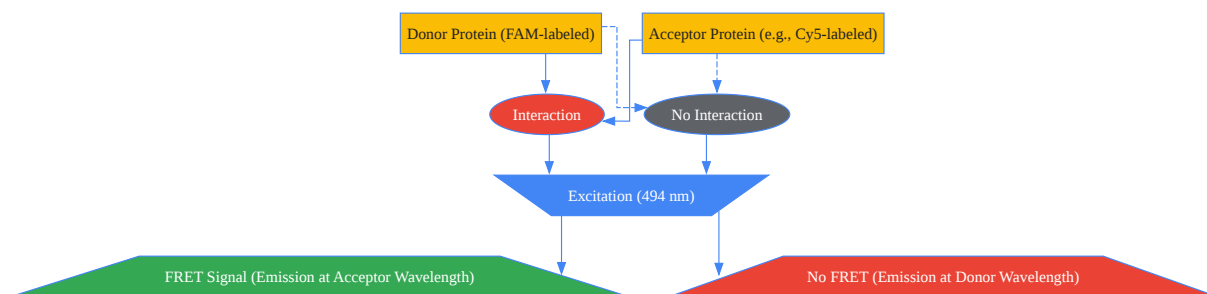 Donor Protein (FAM-labeled)
Acceptor Protein (e.g., Cy5-labeled)
Interaction
No Interaction
Excitation (494 nm)
FRET Signal (Emission at Acceptor Wavelength)
No FRET (Emission at Donor Wavelength)